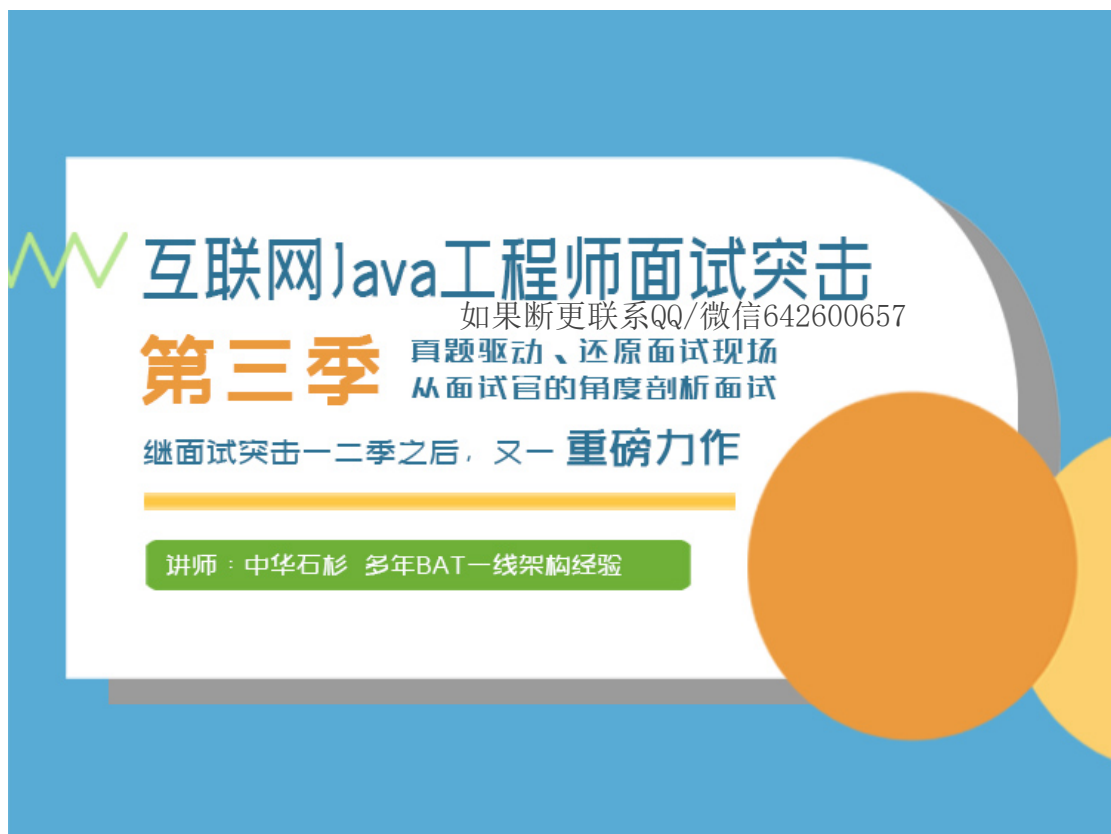 互联网Java工程师面试突击
如果断更联系QQ/微信642600657
第三季
真题驱动、还原面试现场
从面试官的角度剖析面试
继面试突击一二季之后，又一 重磅力作
讲师：中华石杉 多年BAT一线架构经验